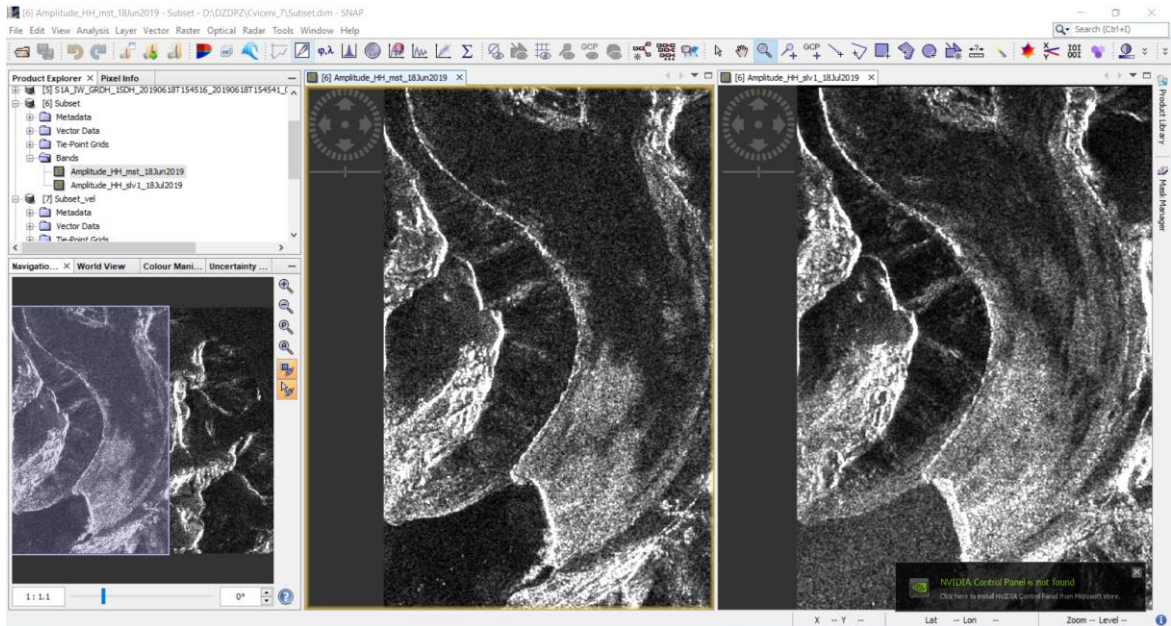 [6] Amplitude_HH_mst_18Jun2019 - Subset - D:\DZDPZ\Cviceni_7\Subset.dim - SNAP
File Edit View Analysis Layer Vector Raster Optical Radar Tools Window Help
Search (Ctrl+I)
GCP
GCP
Product Explorer Pixel Info
[5] S1A_IW_GRDH_1SDH_20190618T154516_20190618T154541_
[6] Subset
Metadata
Vector Data
Tie-Point Grids
Bands
Amplitude_HH_mst_18Jun2019
Amplitude_HH_slv1_18Jul2019
[7] Subset_vel
Metadata
Vector Data
Tie-Point Grids
[6] Amplitude_HH_mst_18Jun2019
[6] Amplitude_HH_slv1_18Jul2019
Product Library
Mask Manager
Navigatio... World View Colour Mani... Uncertainty ...
1 : 1.1
0°
NVIDIA Control Panel is not found
Click here to install NVIDIA Control Panel from Microsoft store.
X -- Y -- Lat -- Lon -- Zoom -- Level --